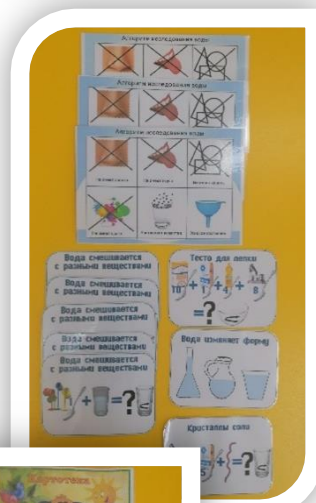 Алгоритм исследования воды
Алгоритм исследования воды
Алгоритм исследования воды
Вода смешивается
с разными веществами
Вода смешивается
с разными веществами
Вода смешивается
с разными веществами
Вода смешивается
с разными веществами
Вода смешивается
с разными веществами
+ =?
Тесто для лепки
10 + + +
=?
Вода изменяет форму
Кристаллы соли
+ =?
Картотека